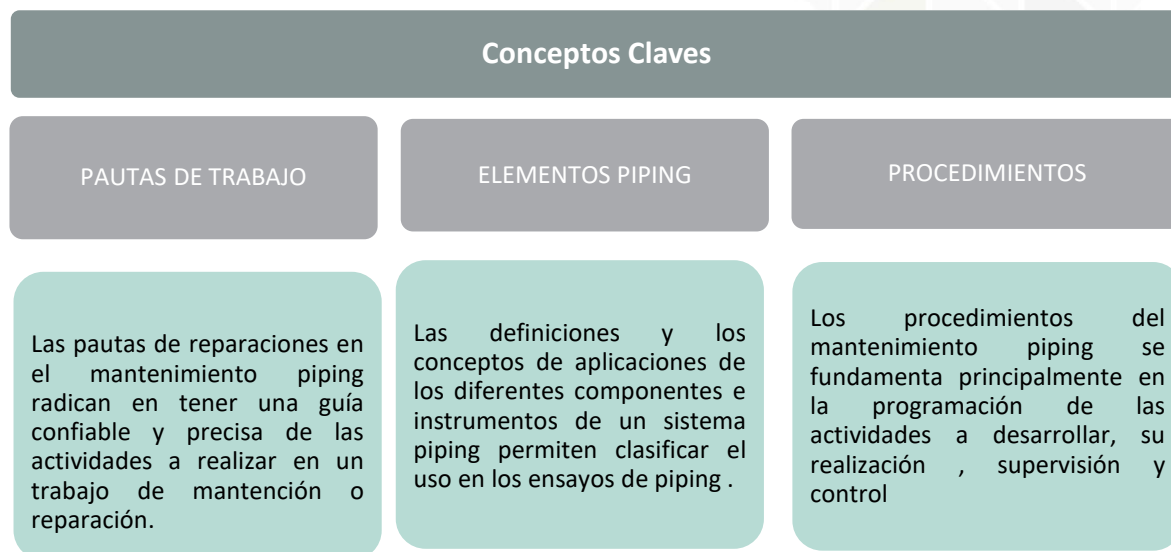 Conceptos Claves
PAUTAS DE TRABAJO
ELEMENTOS PIPING
PROCEDIMIENTOS
Las pautas de reparaciones en
el mantenimiento piping
radican en tener una guía
confiable y precisa de las
actividades a realizar en un
trabajo de mantención o
reparación.
Las definiciones y los
conceptos de aplicaciones de
los diferentes componentes e
instrumentos de un sistema
piping permiten clasificar el
uso en los ensayos de piping .
Los procedimientos del
mantenimiento piping se
fundamenta principalmente en
la programación de las
actividades a desarrollar, su
realización , supervisión y
control